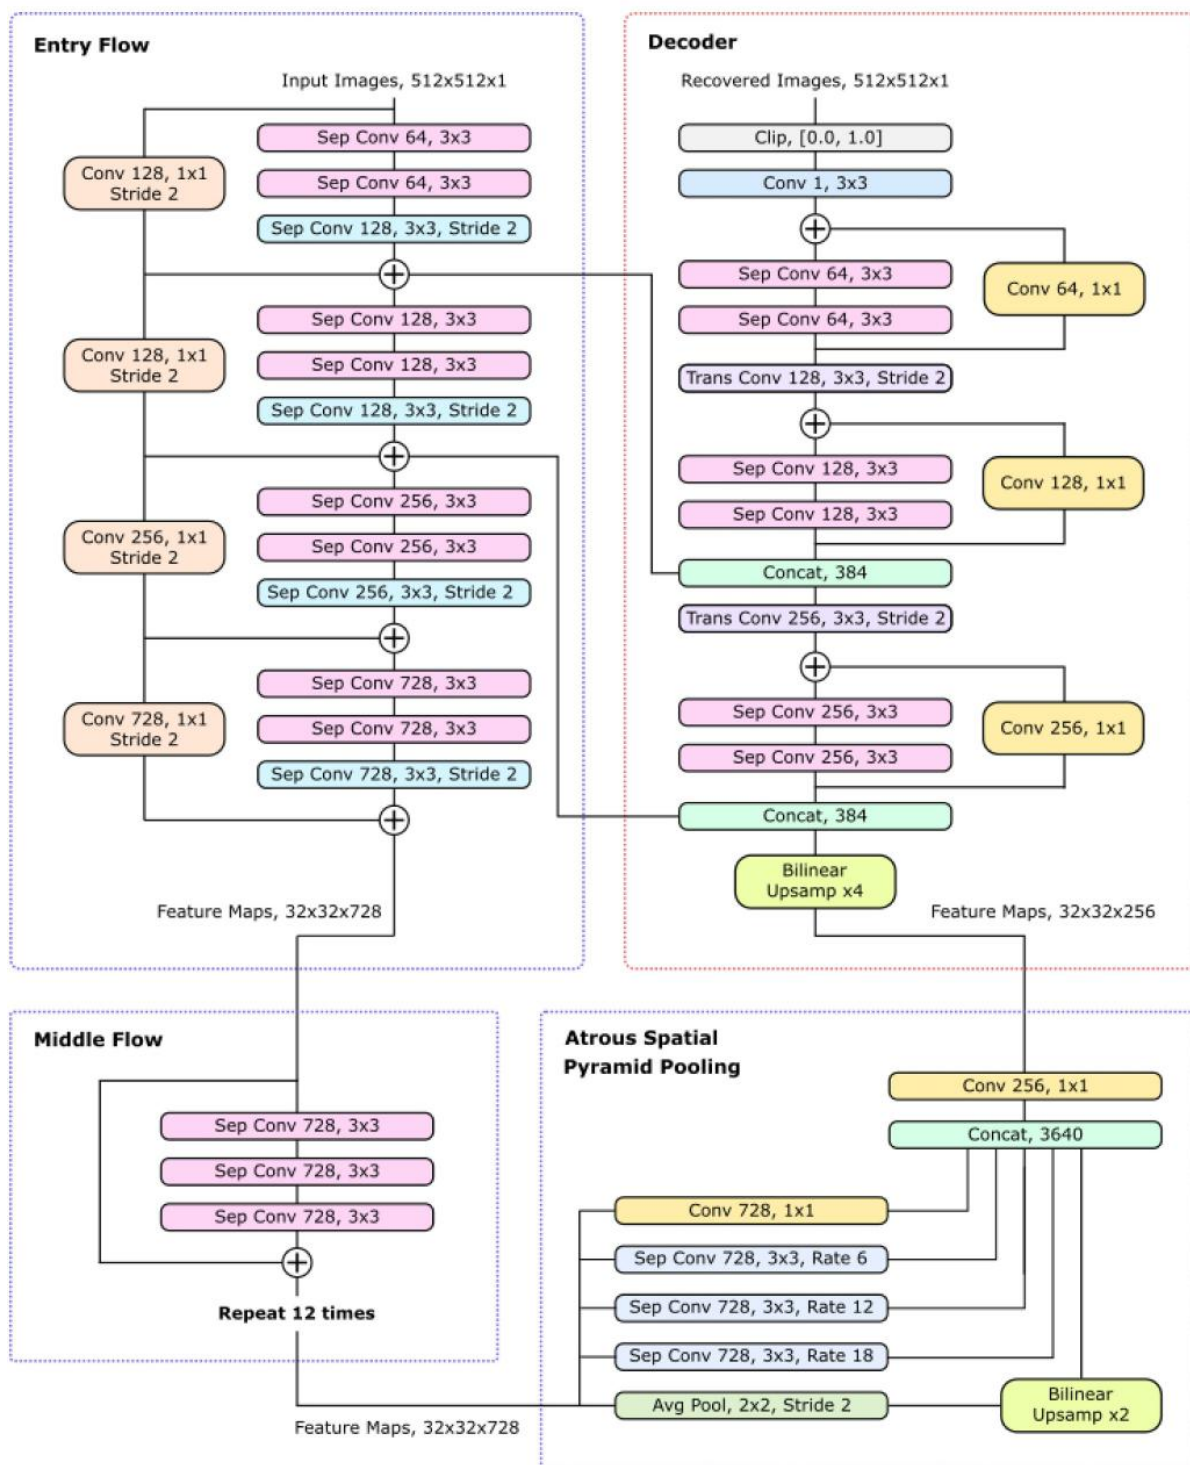 Entry Flow
Input Images, 512x512x1
Sep Conv 64, 3x3
Conv 128, 1x1
Stride 2
Sep Conv 64, 3x3
Sep Conv 128, 3x3, Stride 2
Sep Conv 128, 3x3
Conv 128, 1x1
Stride 2
Sep Conv 128, 3x3
Sep Conv 128, 3x3, Stride 2
Sep Conv 256, 3x3
Conv 256, 1x1
Stride 2
Sep Conv 256, 3x3
Sep Conv 256, 3x3, Stride 2
Sep Conv 728, 3x3
Conv 728, 1x1
Stride 2
Sep Conv 728, 3x3
Sep Conv 728, 3x3, Stride 2
Feature Maps, 32x32x728
Decoder
Recovered Images, 512x512x1
Clip, [0.0, 1.0]
Conv 1, 3x3
Sep Conv 64, 3x3
Conv 64, 1x1
Sep Conv 64, 3x3
Trans Conv 128, 3x3, Stride 2
Sep Conv 128, 3x3
Conv 128, 1x1
Sep Conv 128, 3x3
Concat, 384
Trans Conv 256, 3x3, Stride 2
Sep Conv 256, 3x3
Conv 256, 1x1
Sep Conv 256, 3x3
Concat, 384
Bilinear
Upsamp x4
Feature Maps, 32x32x256
Middle Flow
Sep Conv 728, 3x3
Sep Conv 728, 3x3
Sep Conv 728, 3x3
Repeat 12 times
Feature Maps, 32x32x728
Atrous Spatial
Pyramid Pooling
Conv 256, 1x1
Concat, 3640
Conv 728, 1x1
Sep Conv 728, 3x3, Rate 6
Sep Conv 728, 3x3, Rate 12
Sep Conv 728, 3x3, Rate 18
Avg Pool, 2x2, Stride 2
Bilinear
Upsamp x2